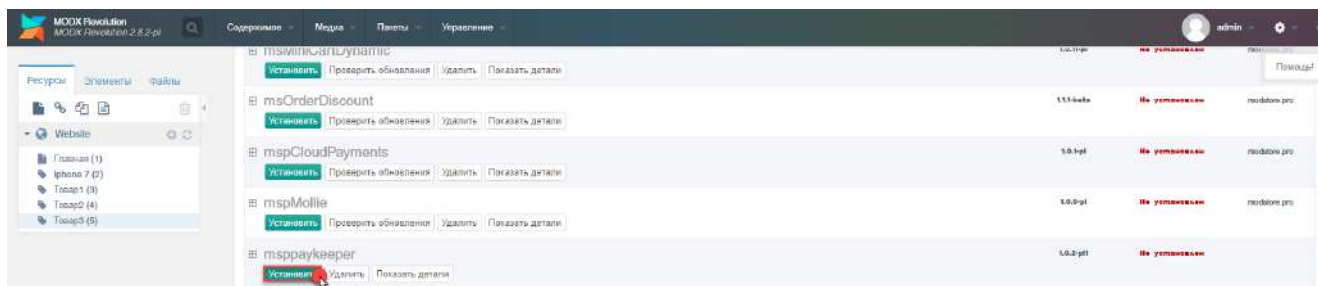 MODX Revolution
MODX Revolution 2.8.2-pl
Содержимое
Медиа
Пакеты
Управление
admin
Помощь!
Ресурсы
Элементы
Файлы
Website
Главная (1)
Iphone 7 (2)
Товар1 (3)
Товар2 (4)
Товар3 (5)
msMiniCartDynamic
Не установлен
Установить Проверить обновления Удалить Показать детали
msOrderDiscount 1.1.1-beta Не установлен modstore.pro
Установить Проверить обновления Удалить Показать детали
mspCloudPayments 1.0.1-pl Не установлен modstore.pro
Установить Проверить обновления Удалить Показать детали
mspMollie 1.0.0-pl Не установлен modstore.pro
Установить Проверить обновления Удалить Показать детали
msppaykeeper 1.0.2-pl1 Не установлен
Установить Удалить Показать детали